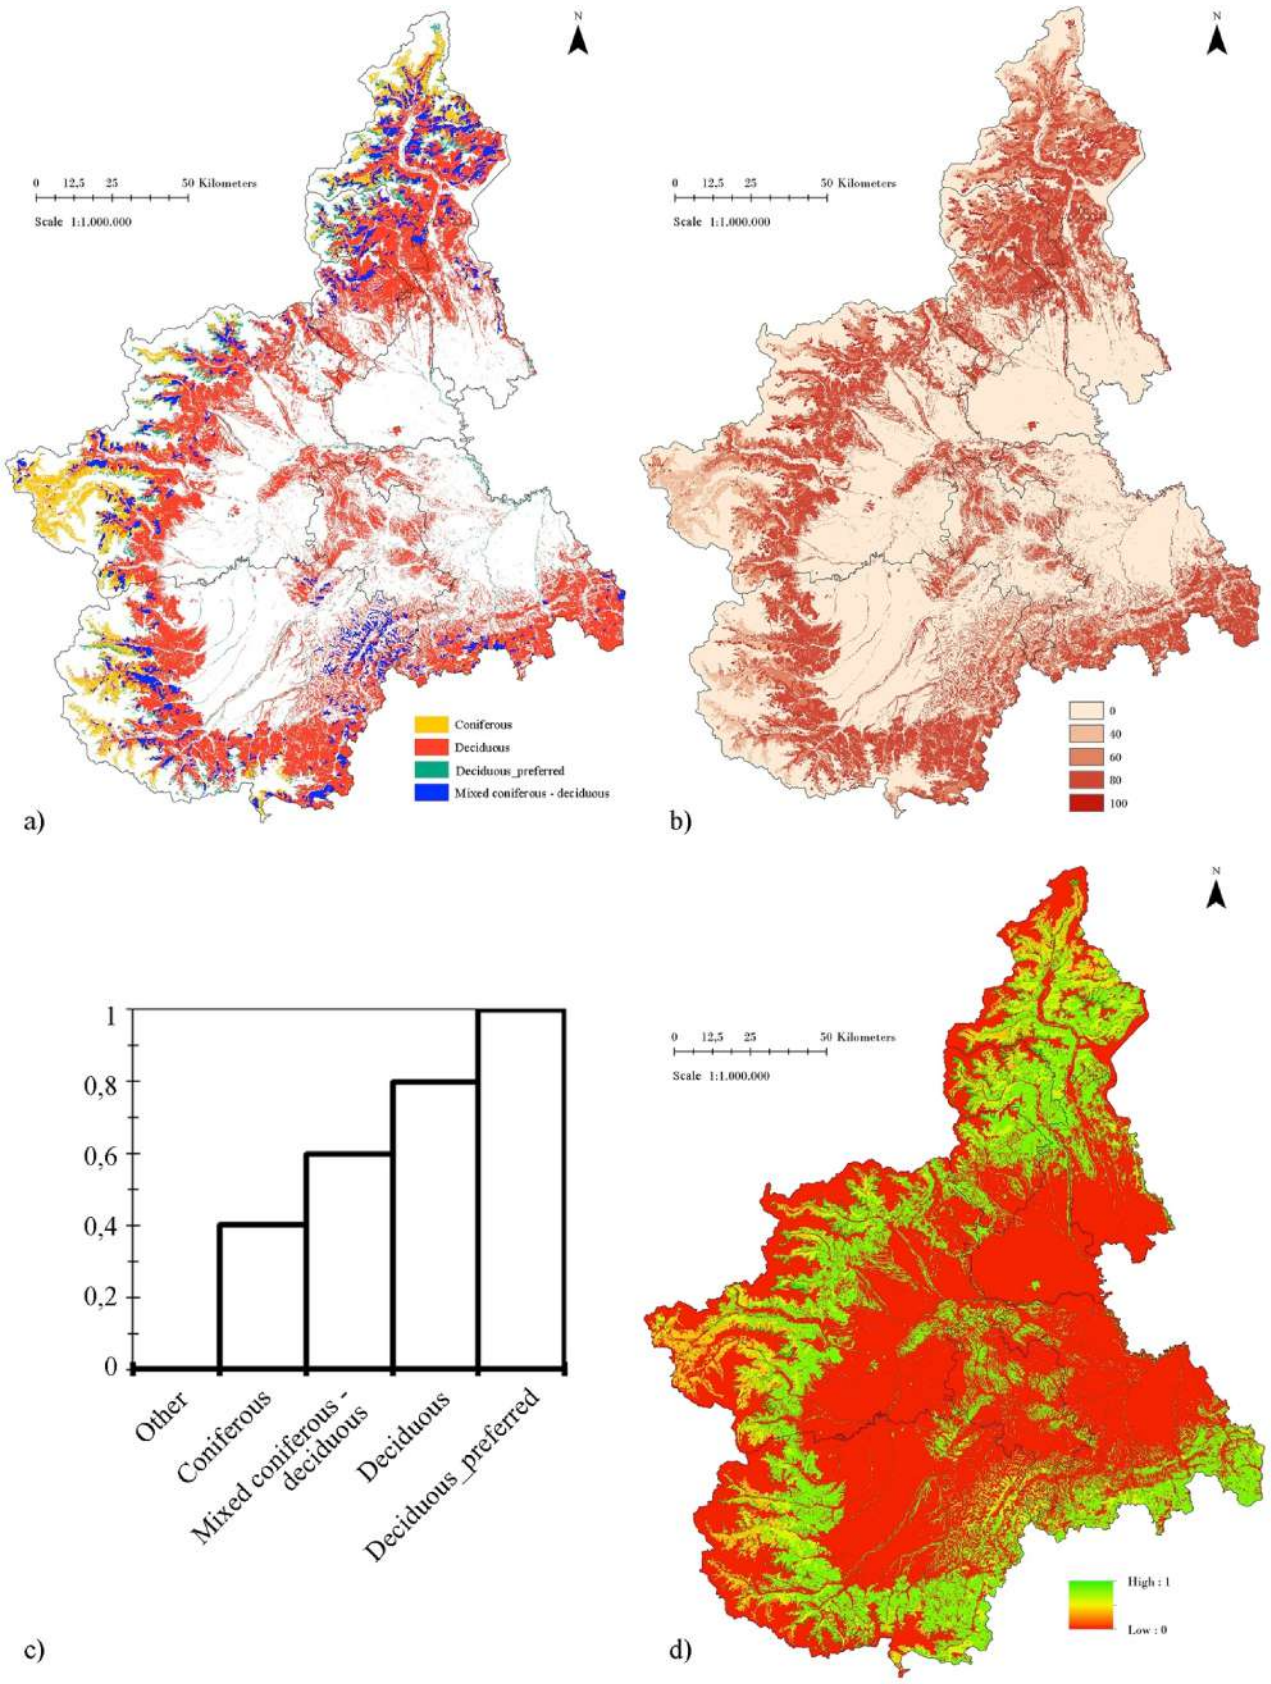 N
0 12,5 25 50 Kilometers
Scale 1:1.000.000
Coniferous
Deciduous
Deciduous_preferred
Mixed coniferous - deciduous
a)
N
0 12,5 25 50 Kilometers
Scale 1:1.000.000
0
40
60
80
100
b)
1
0,8
0,6
0,4
0,2
0
Other
Coniferous
Mixed coniferous -
deciduous
Deciduous
Deciduous_preferred
c)
N
0 12,5 25 50 Kilometers
Scale 1:1.000.000
High : 1
Low : 0
d)